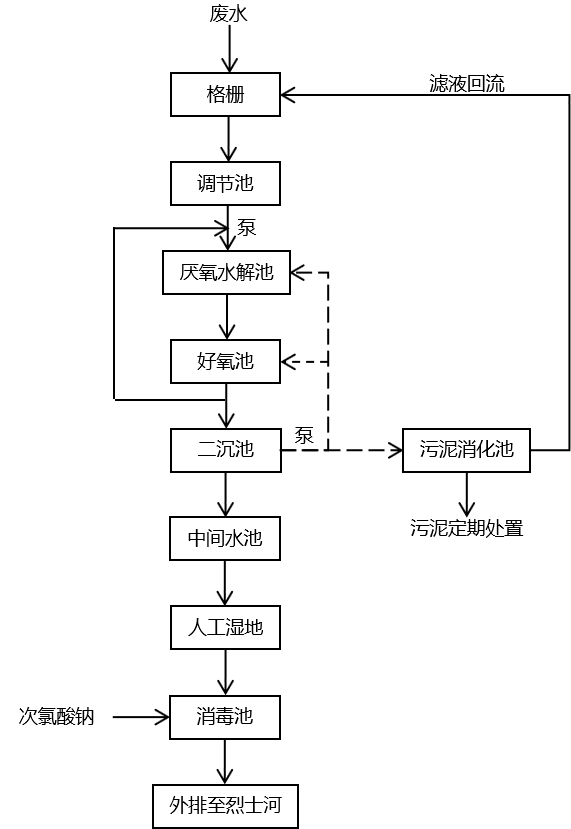 废水
格栅
滤液回流
调节池
泵
厌氧水解池
好氧池
泵
二沉池
污泥消化池
中间水池
污泥定期处置
人工湿地
次氯酸钠
消毒池
外排至烈士河